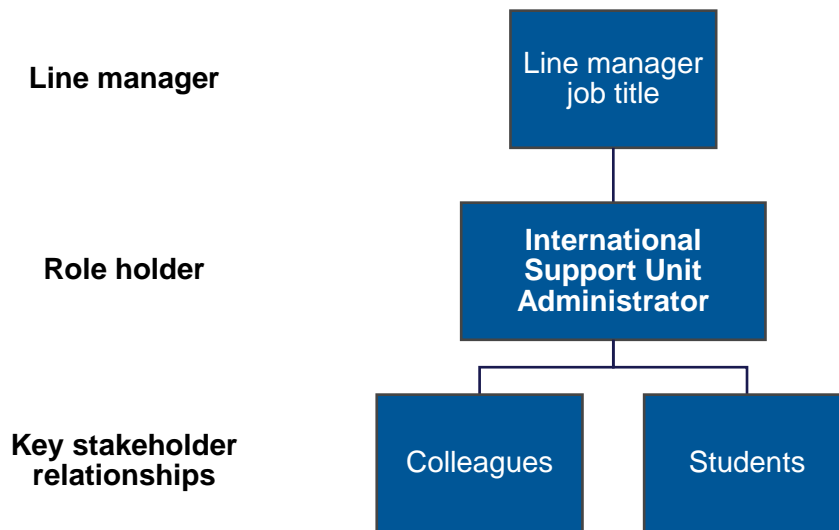 Line manager
Line manager
job title
Role holder
International
Support Unit
Administrator
Key stakeholder
relationships
Colleagues
Students